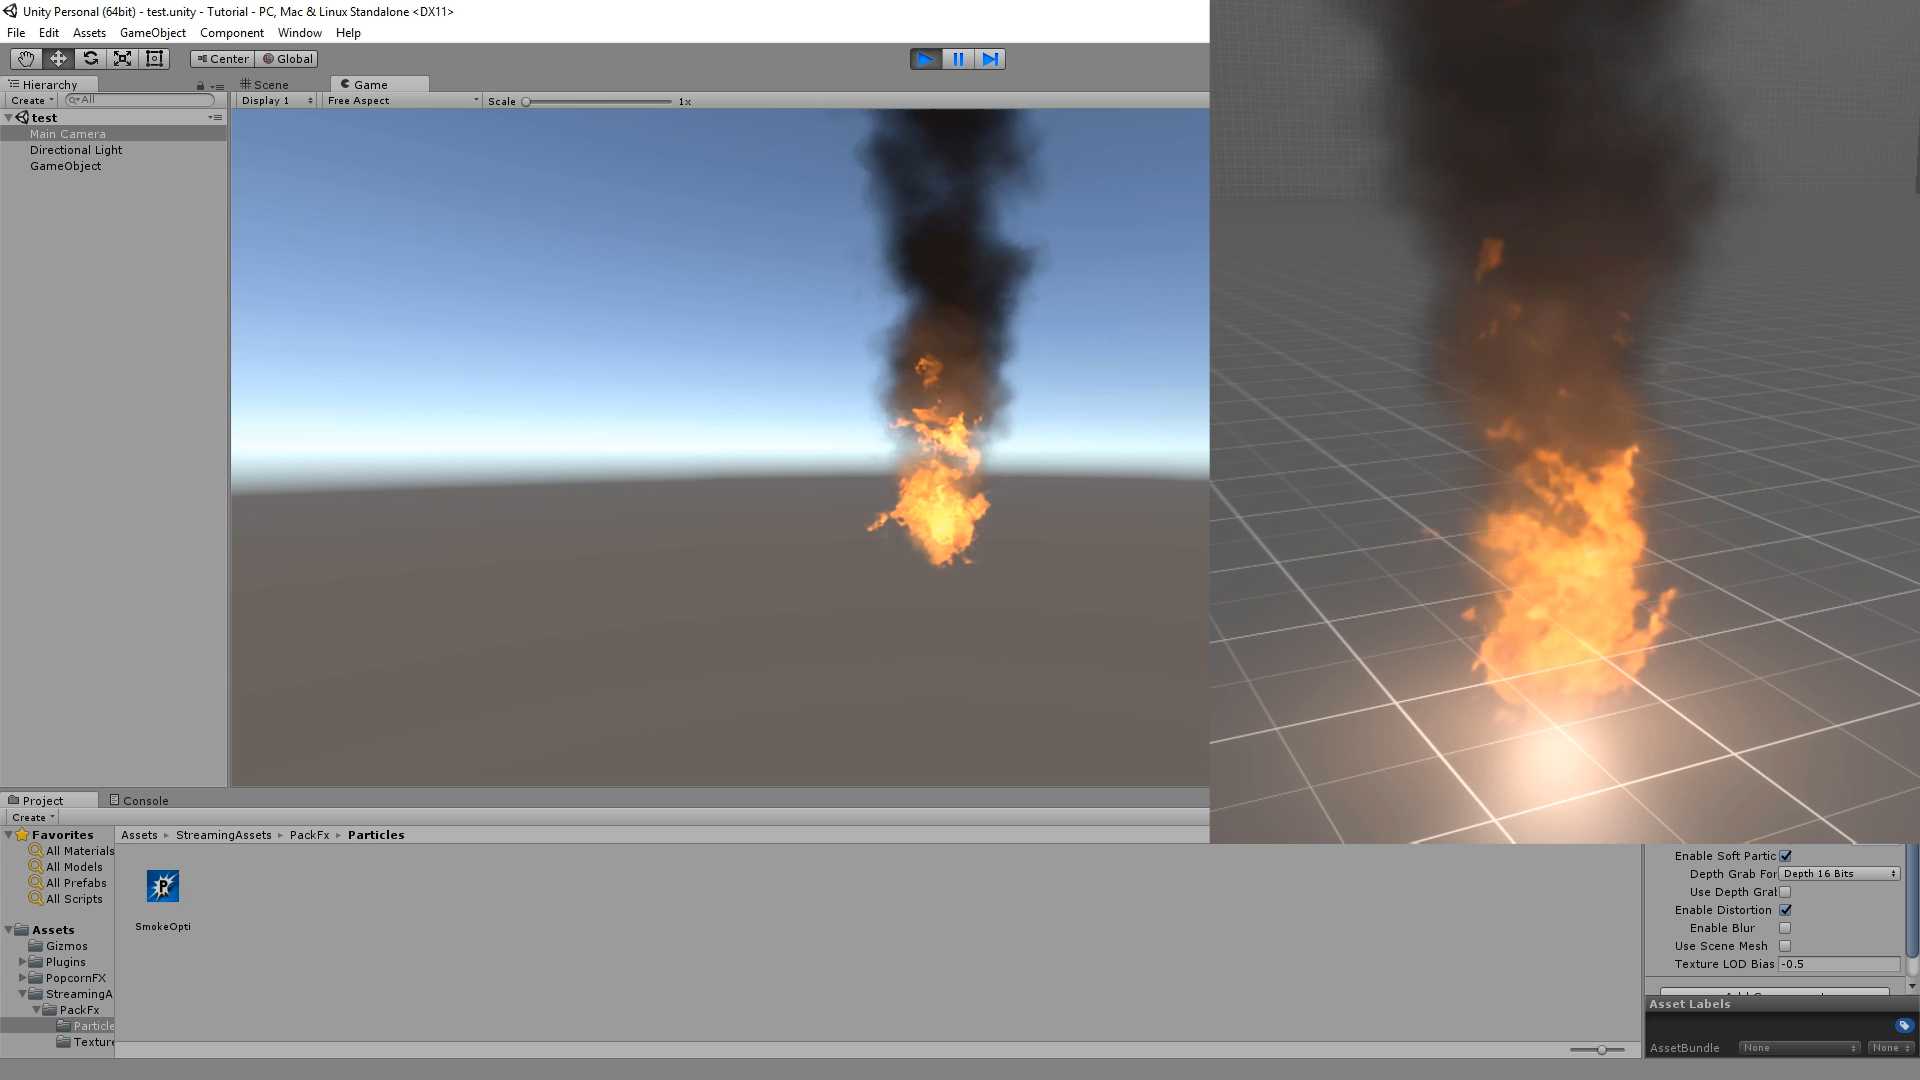 Unity Personal (64bit) - test.unity - Tutorial - PC, Mac & Linux Standalone <DX11>
File Edit Assets GameObject Component Window Help
Center Global
Hierarchy
Scene Game
Create All
Display 1 Free Aspect Scale 1x
test
Main Camera
Directional Light
GameObject
Project Console
Create
Favorites
All Materials
All Models
All Prefabs
All Scripts
Assets
Gizmos
Plugins
PopcornFX
StreamingA
PackFx
Particle
Texture
Assets StreamingAssets PackFx Particles
P
SmokeOpti
Enable Soft Partic
Depth Grab For Depth 16 Bits
Use Depth Gral
Enable Distortion
Enable Blur
Use Scene Mesh
Texture LOD Bias -0.5
Asset Labels
AssetBundle None None